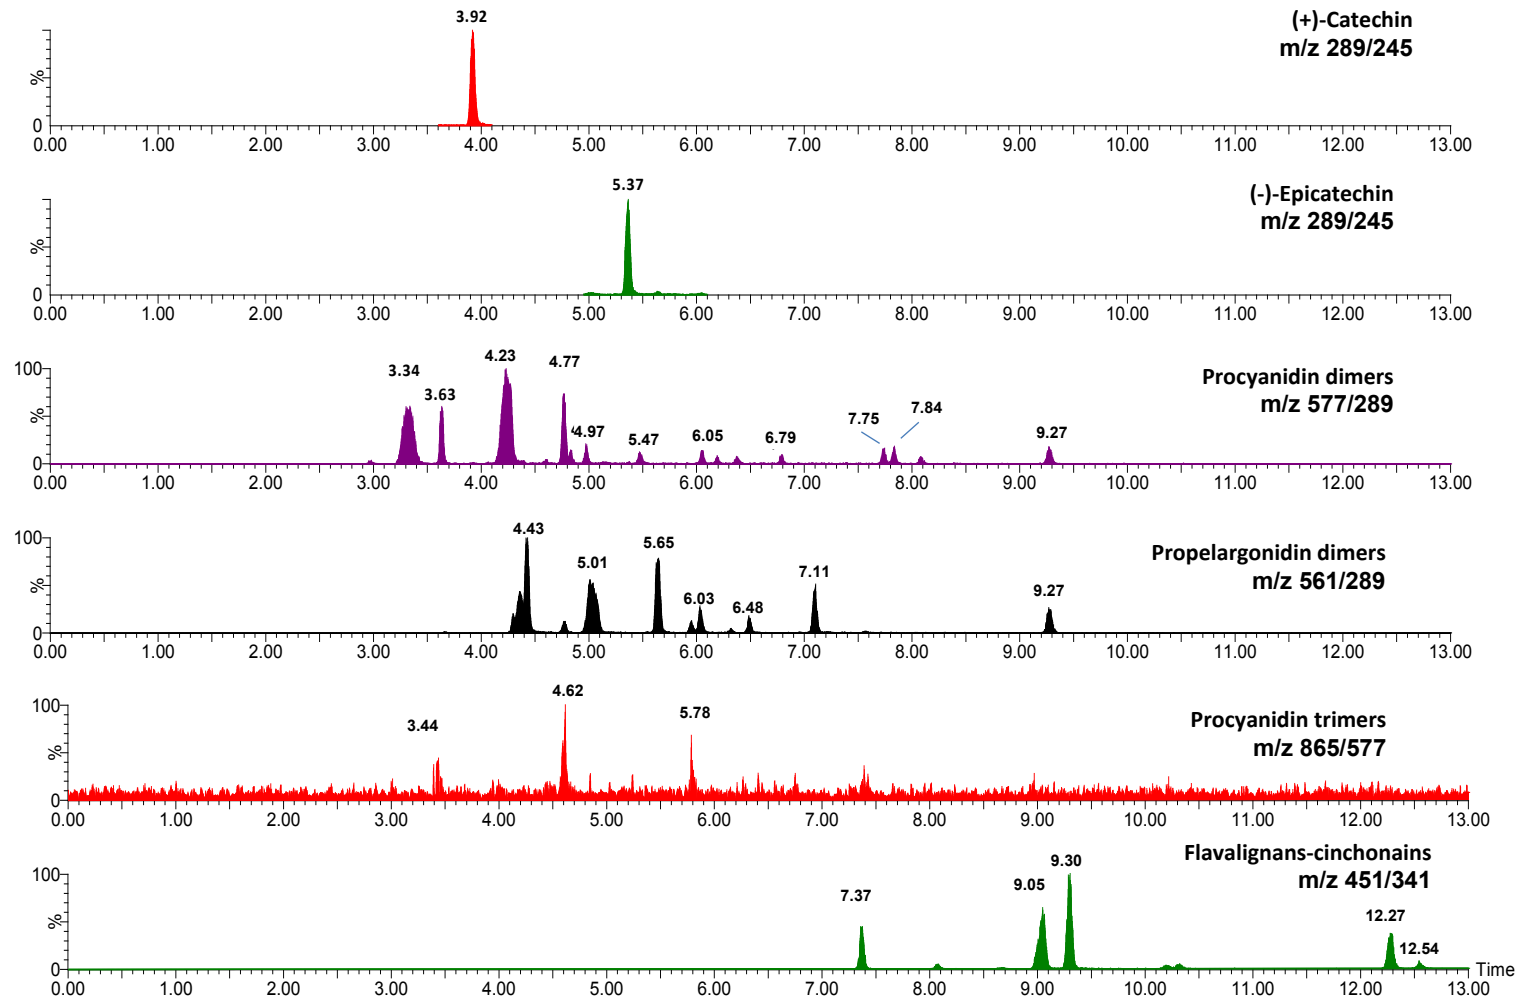 3.92
(+)-Catechin
m/z 289/245
%
0
0.00 1.00 2.00 3.00 4.00 5.00 6.00 7.00 8.00 9.00 10.00 11.00 12.00 13.00
5.37
(-)-Epicatechin
m/z 289/245
%
0
0.00 1.00 2.00 3.00 4.00 5.00 6.00 7.00 8.00 9.00 10.00 11.00 12.00 13.00
100
3.34 3.63 4.23 4.77 4.97 5.47 6.05 6.79 7.75 7.84 9.27
Procyanidin dimers
m/z 577/289
%
0
0.00 1.00 2.00 3.00 4.00 5.00 6.00 7.00 8.00 9.00 10.00 11.00 12.00 13.00
100
4.43 5.01 5.65 6.03 6.48 7.11 9.27
Propelargonidin dimers
m/z 561/289
%
0
0.00 1.00 2.00 3.00 4.00 5.00 6.00 7.00 8.00 9.00 10.00 11.00 12.00 13.00
100
3.44 4.62 5.78
Procyanidin trimers
m/z 865/577
%
0
0.00 1.00 2.00 3.00 4.00 5.00 6.00 7.00 8.00 9.00 10.00 11.00 12.00 13.00
Flavalignans-cinchonains
m/z 451/341
100
7.37 9.05 9.30 12.27 12.54
%
0
Time
0.00 1.00 2.00 3.00 4.00 5.00 6.00 7.00 8.00 9.00 10.00 11.00 12.00 13.00